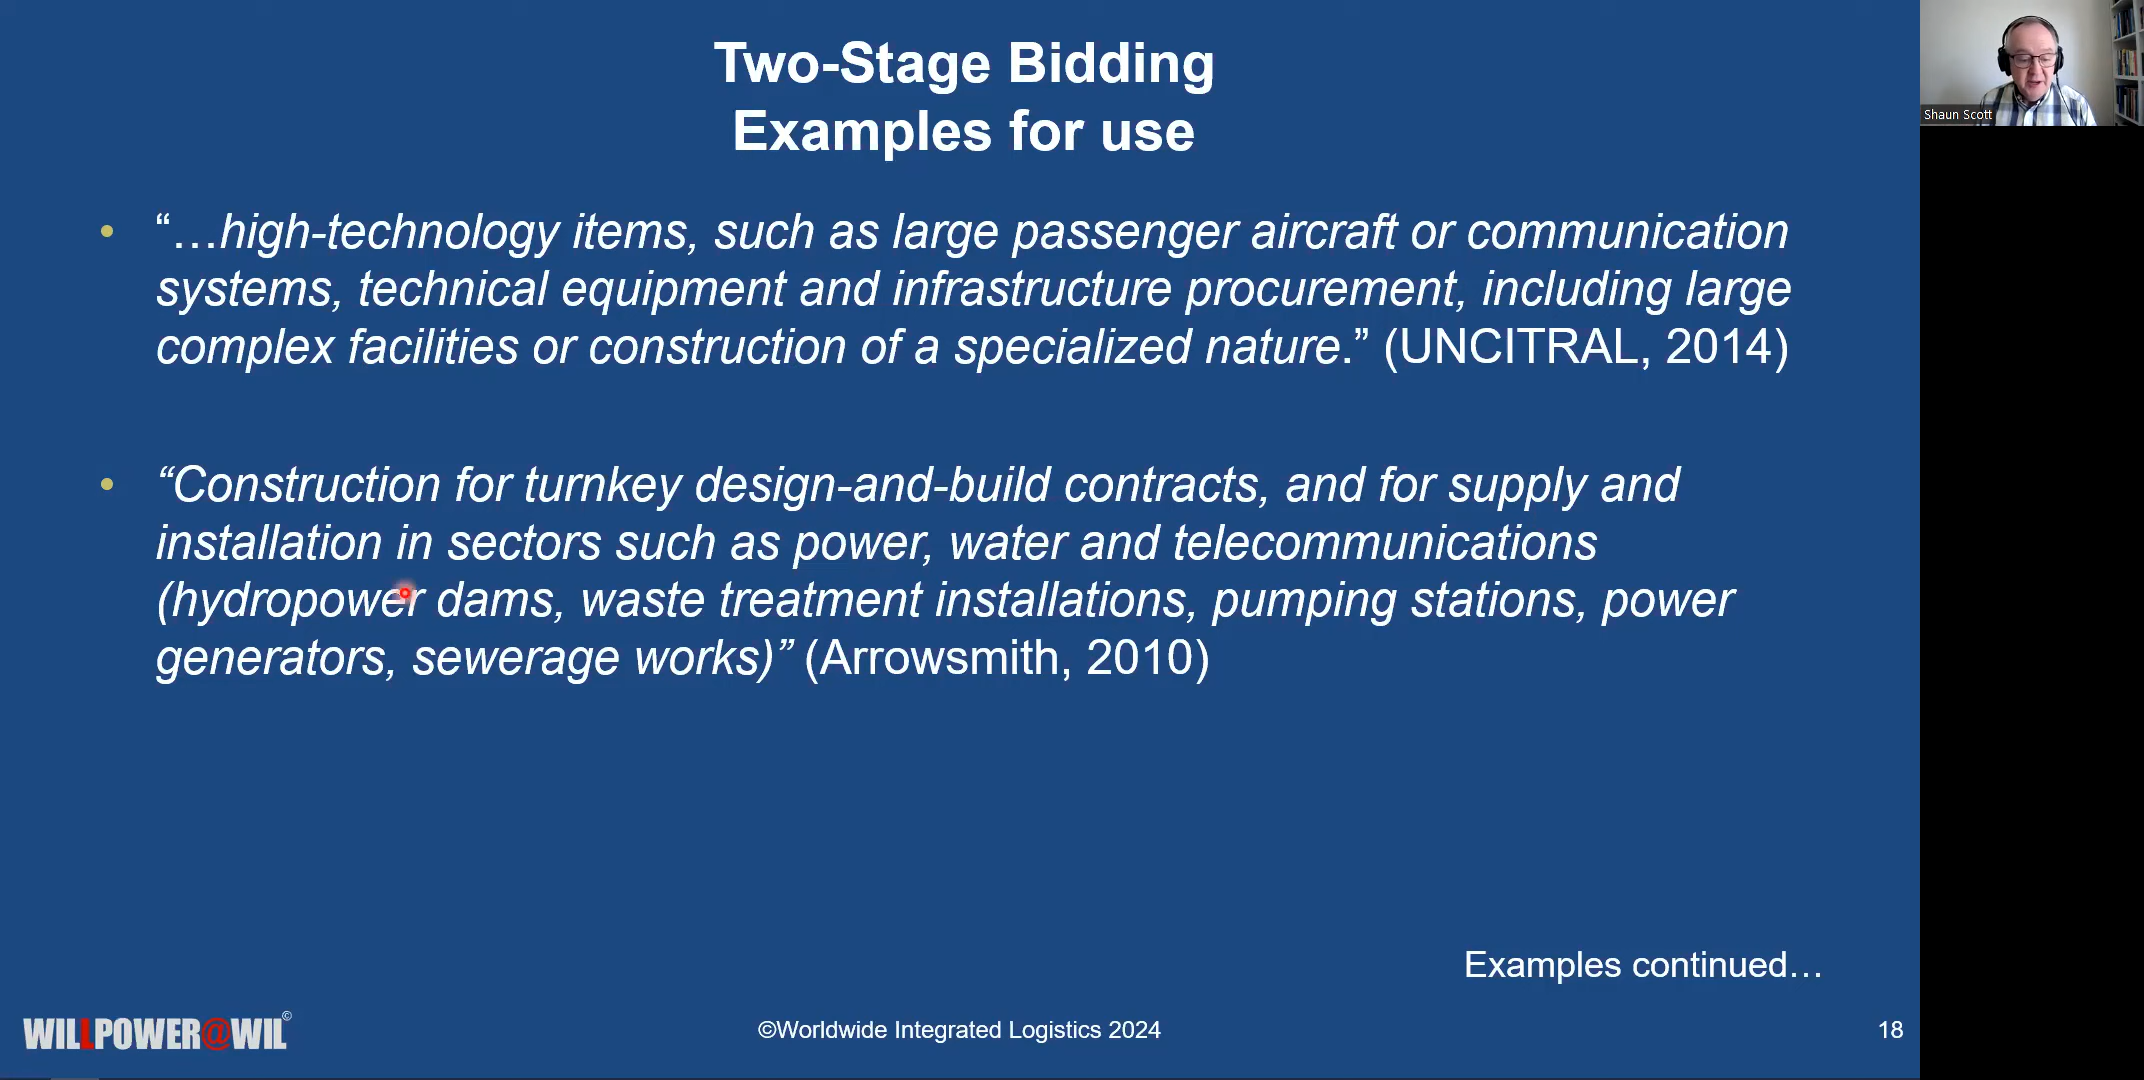 Two-Stage Bidding
Examples for use
• “…high-technology items, such as large passenger aircraft or communication
systems, technical equipment and infrastructure procurement, including large
complex facilities or construction of a specialized nature.” (UNCITRAL, 2014)
• “Construction for turnkey design-and-build contracts, and for supply and
installation in sectors such as power, water and telecommunications
(hydropower dams, waste treatment installations, pumping stations, power
generators, sewerage works)” (Arrowsmith, 2010)
Examples continued…
WILLPOWER@WIL©
©Worldwide Integrated Logistics 2024
18
Shaun Scott